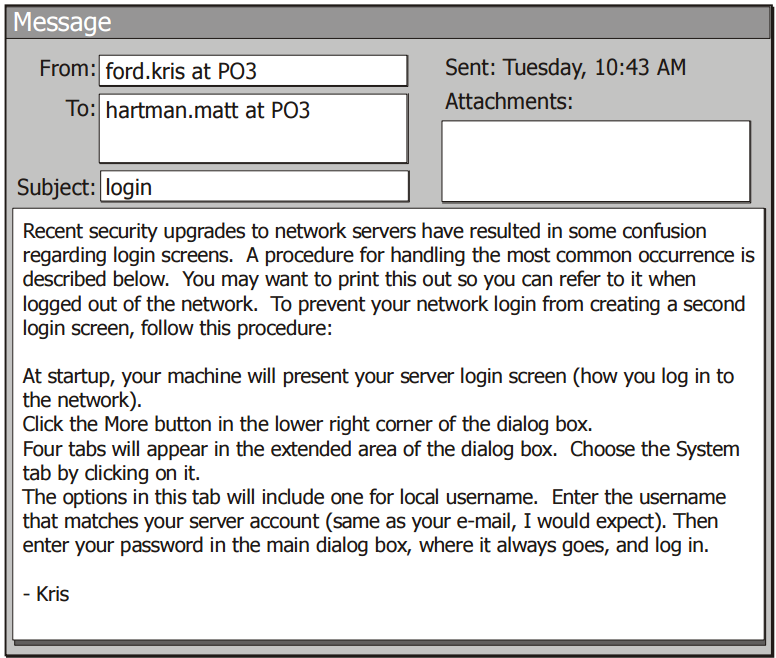 Message
From: ford.kris at PO3
Sent: Tuesday, 10:43 AM
To: hartman.matt at PO3
Attachments:
Subject: login
Recent security upgrades to network servers have resulted in some confusion
regarding login screens.  A procedure for handling the most common occurrence is
described below.  You may want to print this out so you can refer to it when
logged out of the network.  To prevent your network login from creating a second
login screen, follow this procedure:
At startup, your machine will present your server login screen (how you log in to
the network).
Click the More button in the lower right corner of the dialog box.
Four tabs will appear in the extended area of the dialog box.  Choose the System
tab by clicking on it.
The options in this tab will include one for local username.  Enter the username
that matches your server account (same as your e-mail, I would expect). Then
enter your password in the main dialog box, where it always goes, and log in.
- Kris